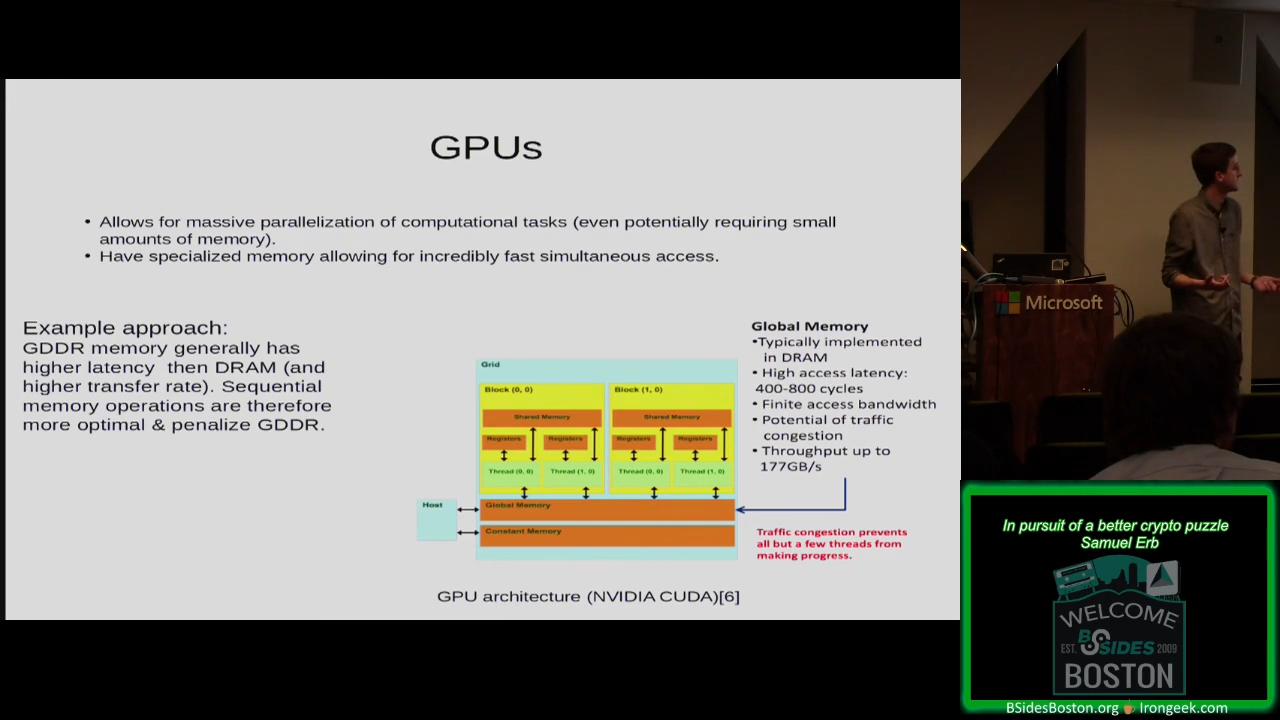 GPUs
• Allows for massive parallelization of computational tasks (even potentially requiring small
amounts of memory).
• Have specialized memory allowing for incredibly fast simultaneous access.
Example approach:
GDDR memory generally has
higher latency then DRAM (and
higher transfer rate). Sequential
memory operations are therefore
more optimal & penalize GDDR.
Grid
Block (0, 0)
Block (1, 0)
Shared Memory
Shared Memory
Registers
Registers
Registers
Registers
Thread (0, 0)
Thread (1, 0)
Thread (0, 0)
Thread (1, 0)
Host
Global Memory
Constant Memory
Global Memory
•Typically implemented
in DRAM
• High access latency:
400-800 cycles
• Finite access bandwidth
• Potential of traffic
congestion
• Throughput up to
177GB/s
Traffic congestion prevents
all but a few threads from
making progress.
GPU architecture (NVIDIA CUDA)[6]
Microsoft
In pursuit of a better crypto puzzle
Samuel Erb
WELCOME
EST. BSIDES 2009
BOSTON
BSidesBoston.org Irongeek.com